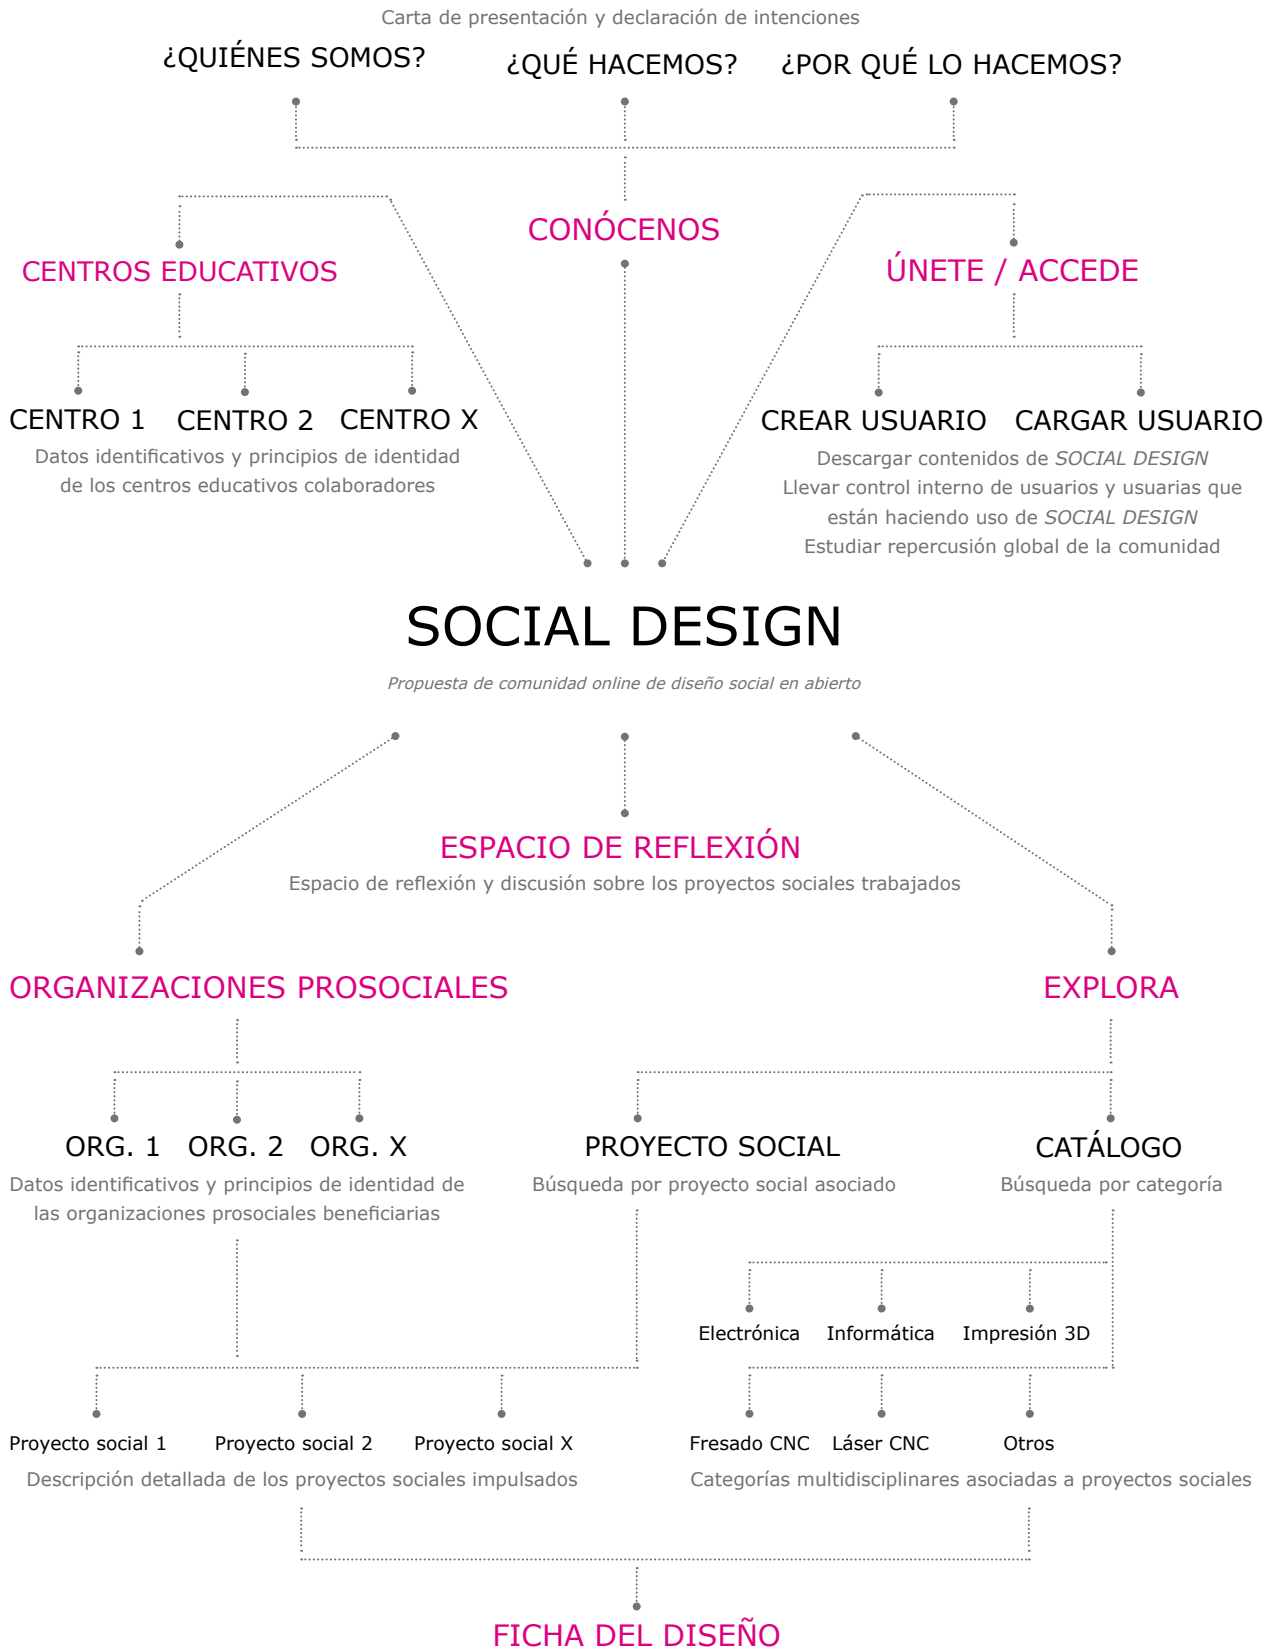 Carta de presentación y declaración de intenciones
¿QUIÉNES SOMOS?
¿QUÉ HACEMOS?
¿POR QUÉ LO HACEMOS?
CONÓCENOS
CENTROS EDUCATIVOS
ÚNETE / ACCEDE
CENTRO 1
CENTRO 2
CENTRO X
Datos identificativos y principios de identidad
de los centros educativos colaboradores
CREAR USUARIO
CARGAR USUARIO
Descargar contenidos de SOCIAL DESIGN
Llevar control interno de usuarios y usuarias que
están haciendo uso de SOCIAL DESIGN
Estudiar repercusión global de la comunidad
SOCIAL DESIGN
Propuesta de comunidad online de diseño social en abierto
ESPACIO DE REFLEXIÓN
Espacio de reflexión y discusión sobre los proyectos sociales trabajados
ORGANIZACIONES PROSOCIALES
EXPLORA
ORG. 1
ORG. 2
ORG. X
Datos identificativos y principios de identidad de
las organizaciones prosociales beneficiarias
PROYECTO SOCIAL
Búsqueda por proyecto social asociado
CATÁLOGO
Búsqueda por categoría
Electrónica
Informática
Impresión 3D
Proyecto social 1
Proyecto social 2
Proyecto social X
Descripción detallada de los proyectos sociales impulsados
Fresado CNC
Láser CNC
Otros
Categorías multidisciplinares asociadas a proyectos sociales
FICHA DEL DISEÑO